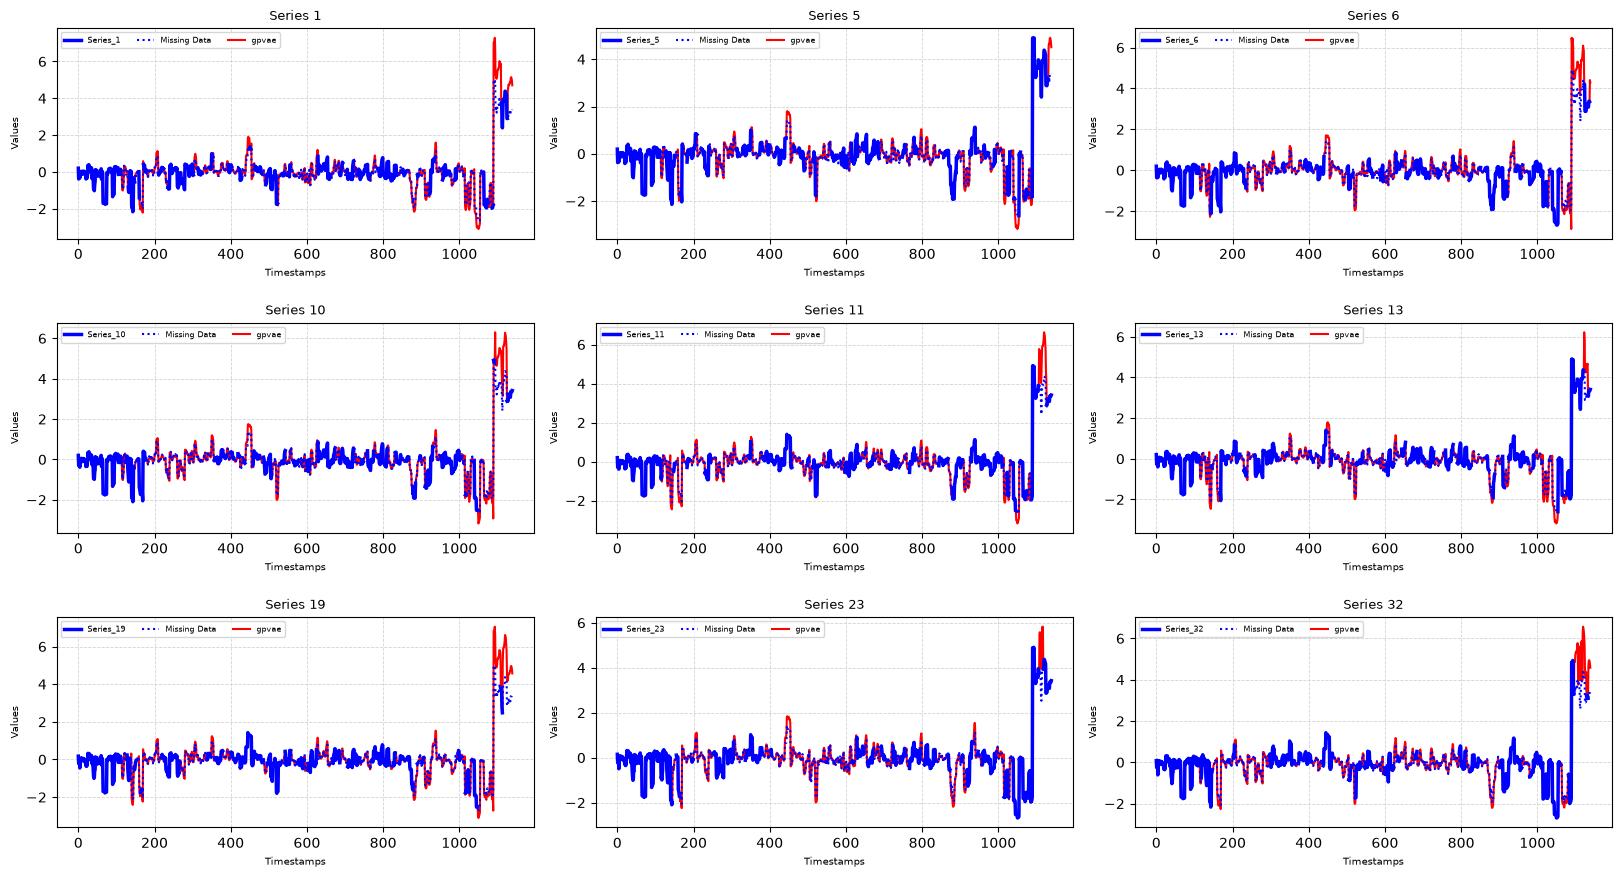 Series 1
Series_1 Missing Data gpvae
Values
6
4
2
0
−2
0 200 400 600 800 1000
Timestamps
Series 5
Series_5 Missing Data gpvae
Values
4
2
0
−2
0 200 400 600 800 1000
Timestamps
Series 6
Series_6 Missing Data gpvae
Values
6
4
2
0
−2
0 200 400 600 800 1000
Timestamps
Series 10
Series_10 Missing Data gpvae
Values
6
4
2
0
−2
0 200 400 600 800 1000
Timestamps
Series 11
Series_11 Missing Data gpvae
Values
6
4
2
0
−2
0 200 400 600 800 1000
Timestamps
Series 13
Series_13 Missing Data gpvae
Values
6
4
2
0
−2
0 200 400 600 800 1000
Timestamps
Series 19
Series_19 Missing Data gpvae
Values
6
4
2
0
−2
0 200 400 600 800 1000
Timestamps
Series 23
Series_23 Missing Data gpvae
Values
6
4
2
0
−2
0 200 400 600 800 1000
Timestamps
Series 32
Series_32 Missing Data gpvae
Values
6
4
2
0
−2
0 200 400 600 800 1000
Timestamps